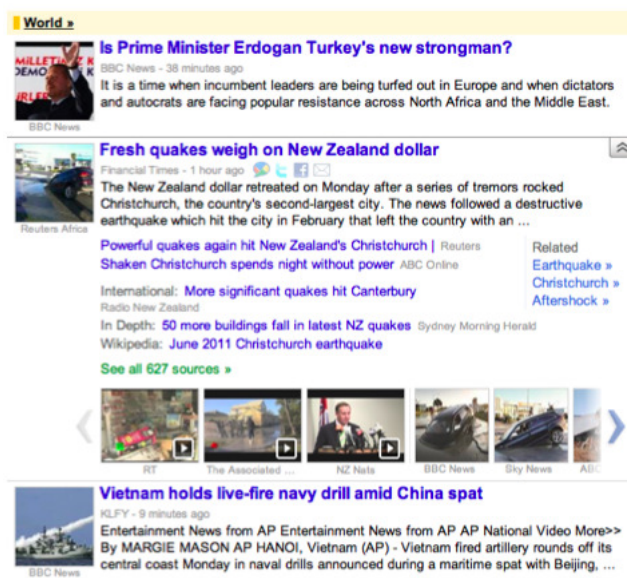 World »
Is Prime Minister Erdogan Turkey's new strongman?
BBC News - 38 minutes ago
It is a time when incumbent leaders are being turfed out in Europe and when dictators
and autocrats are facing popular resistance across North Africa and the Middle East.
BBC News
Fresh quakes weigh on New Zealand dollar
Financial Times - 1 hour ago
The New Zealand dollar retreated on Monday after a series of tremors rocked
Christchurch, the country's second-largest city. The news followed a destructive
earthquake which hit the city in February that left the country with an ...
Reuters Africa
Powerful quakes again hit New Zealand's Christchurch | Reuters
Shaken Christchurch spends night without power ABC Online
International: More significant quakes hit Canterbury
Radio New Zealand
In Depth: 50 more buildings fall in latest NZ quakes Sydney Morning Herald
Wikipedia: June 2011 Christchurch earthquake
See all 627 sources »
Related
Earthquake »
Christchurch »
Aftershock »
RT
The Associated ...
NZ Nats
BBC News
Sky News
ABC
Vietnam holds live-fire navy drill amid China spat
KLFY - 9 minutes ago
Entertainment News from AP Entertainment News from AP AP National Video More>>
By MARGIE MASON AP HANOI, Vietnam (AP) - Vietnam fired artillery rounds off its
central coast Monday in naval drills announced during a maritime spat with Beijing, ...
BBC News